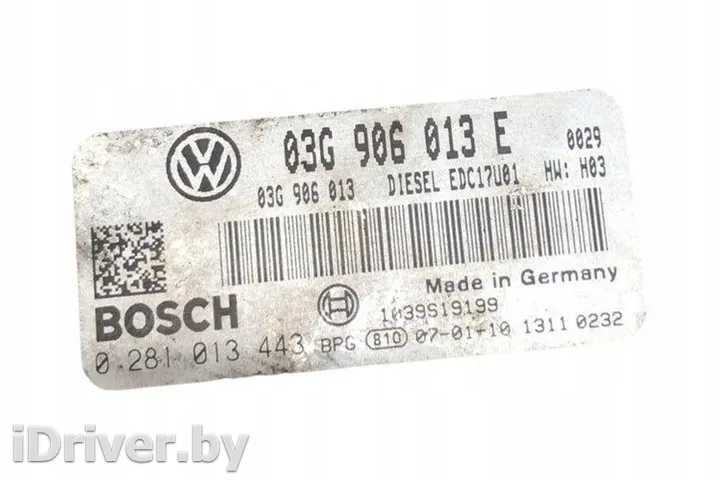 03G 906 013 E 0029
03G 906 013 DIESEL EDC17U01 HW: H03
Made in Germany
BOSCH 1039S19199
0 281 013 443 BPG 810 07-01-10 1311 0232
iDriver.by